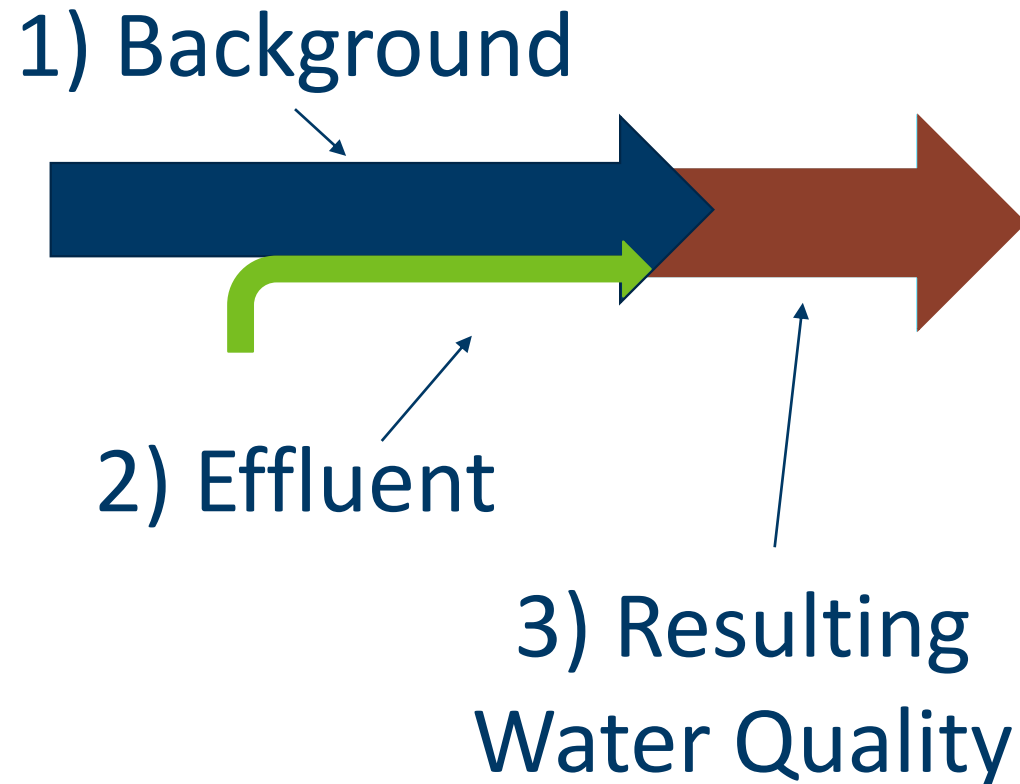 1) Background
2) Effluent
3) Resulting
Water Quality